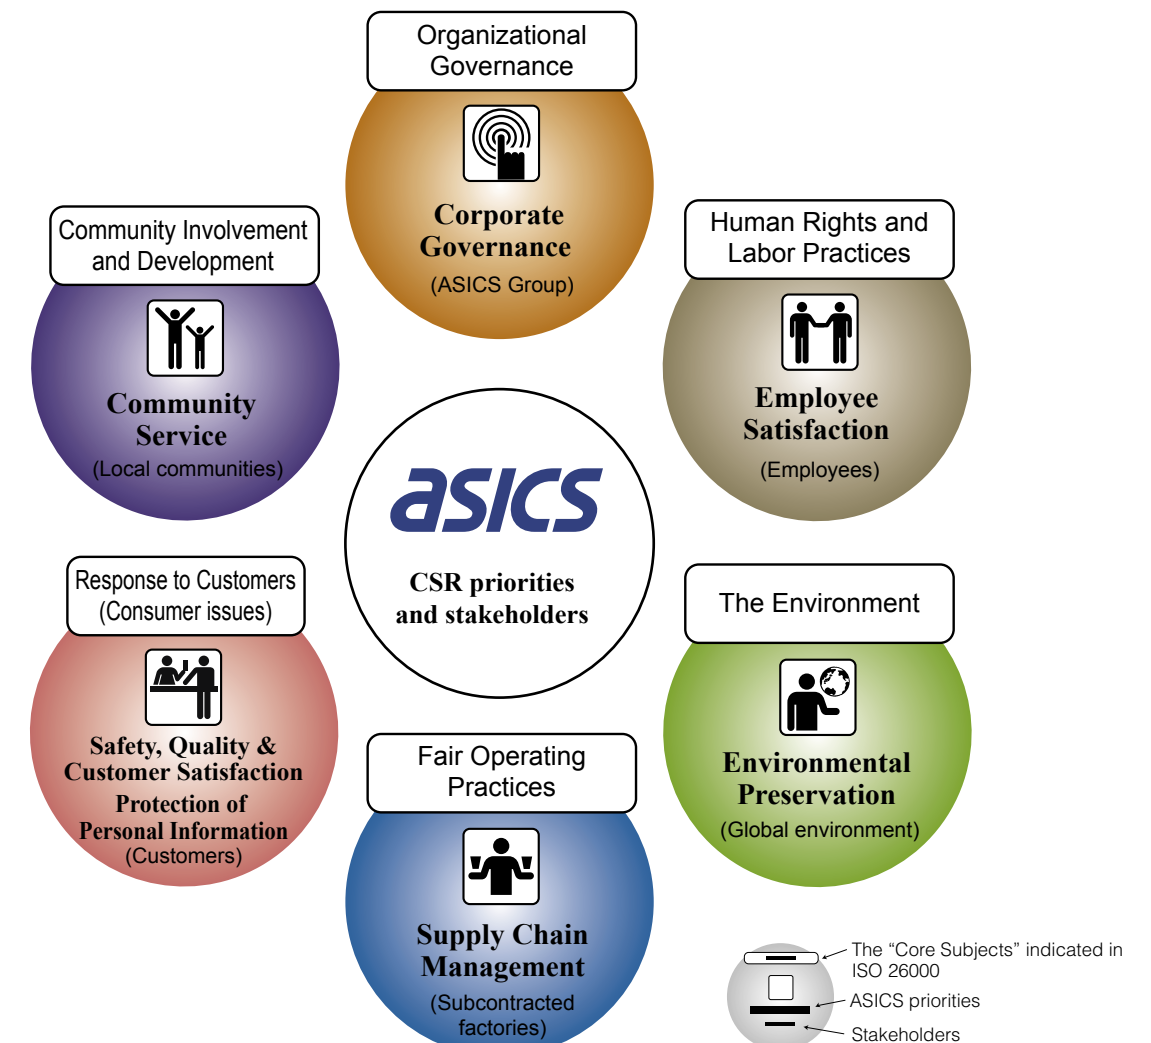 Organizational
Governance
Corporate
Governance
(ASICS Group)
Community Involvement
and Development
Community
Service
(Local communities)
Human Rights and
Labor Practices
Employee
Satisfaction
(Employees)
asics
CSR priorities
and stakeholders
Response to Customers
(Consumer issues)
Safety, Quality &
Customer Satisfaction
Protection of
Personal Information
(Customers)
The Environment
Environmental
Preservation
(Global environment)
Fair Operating
Practices
Supply Chain
Management
(Subcontracted
factories)
The “Core Subjects” indicated in
ISO 26000
ASICS priorities
Stakeholders